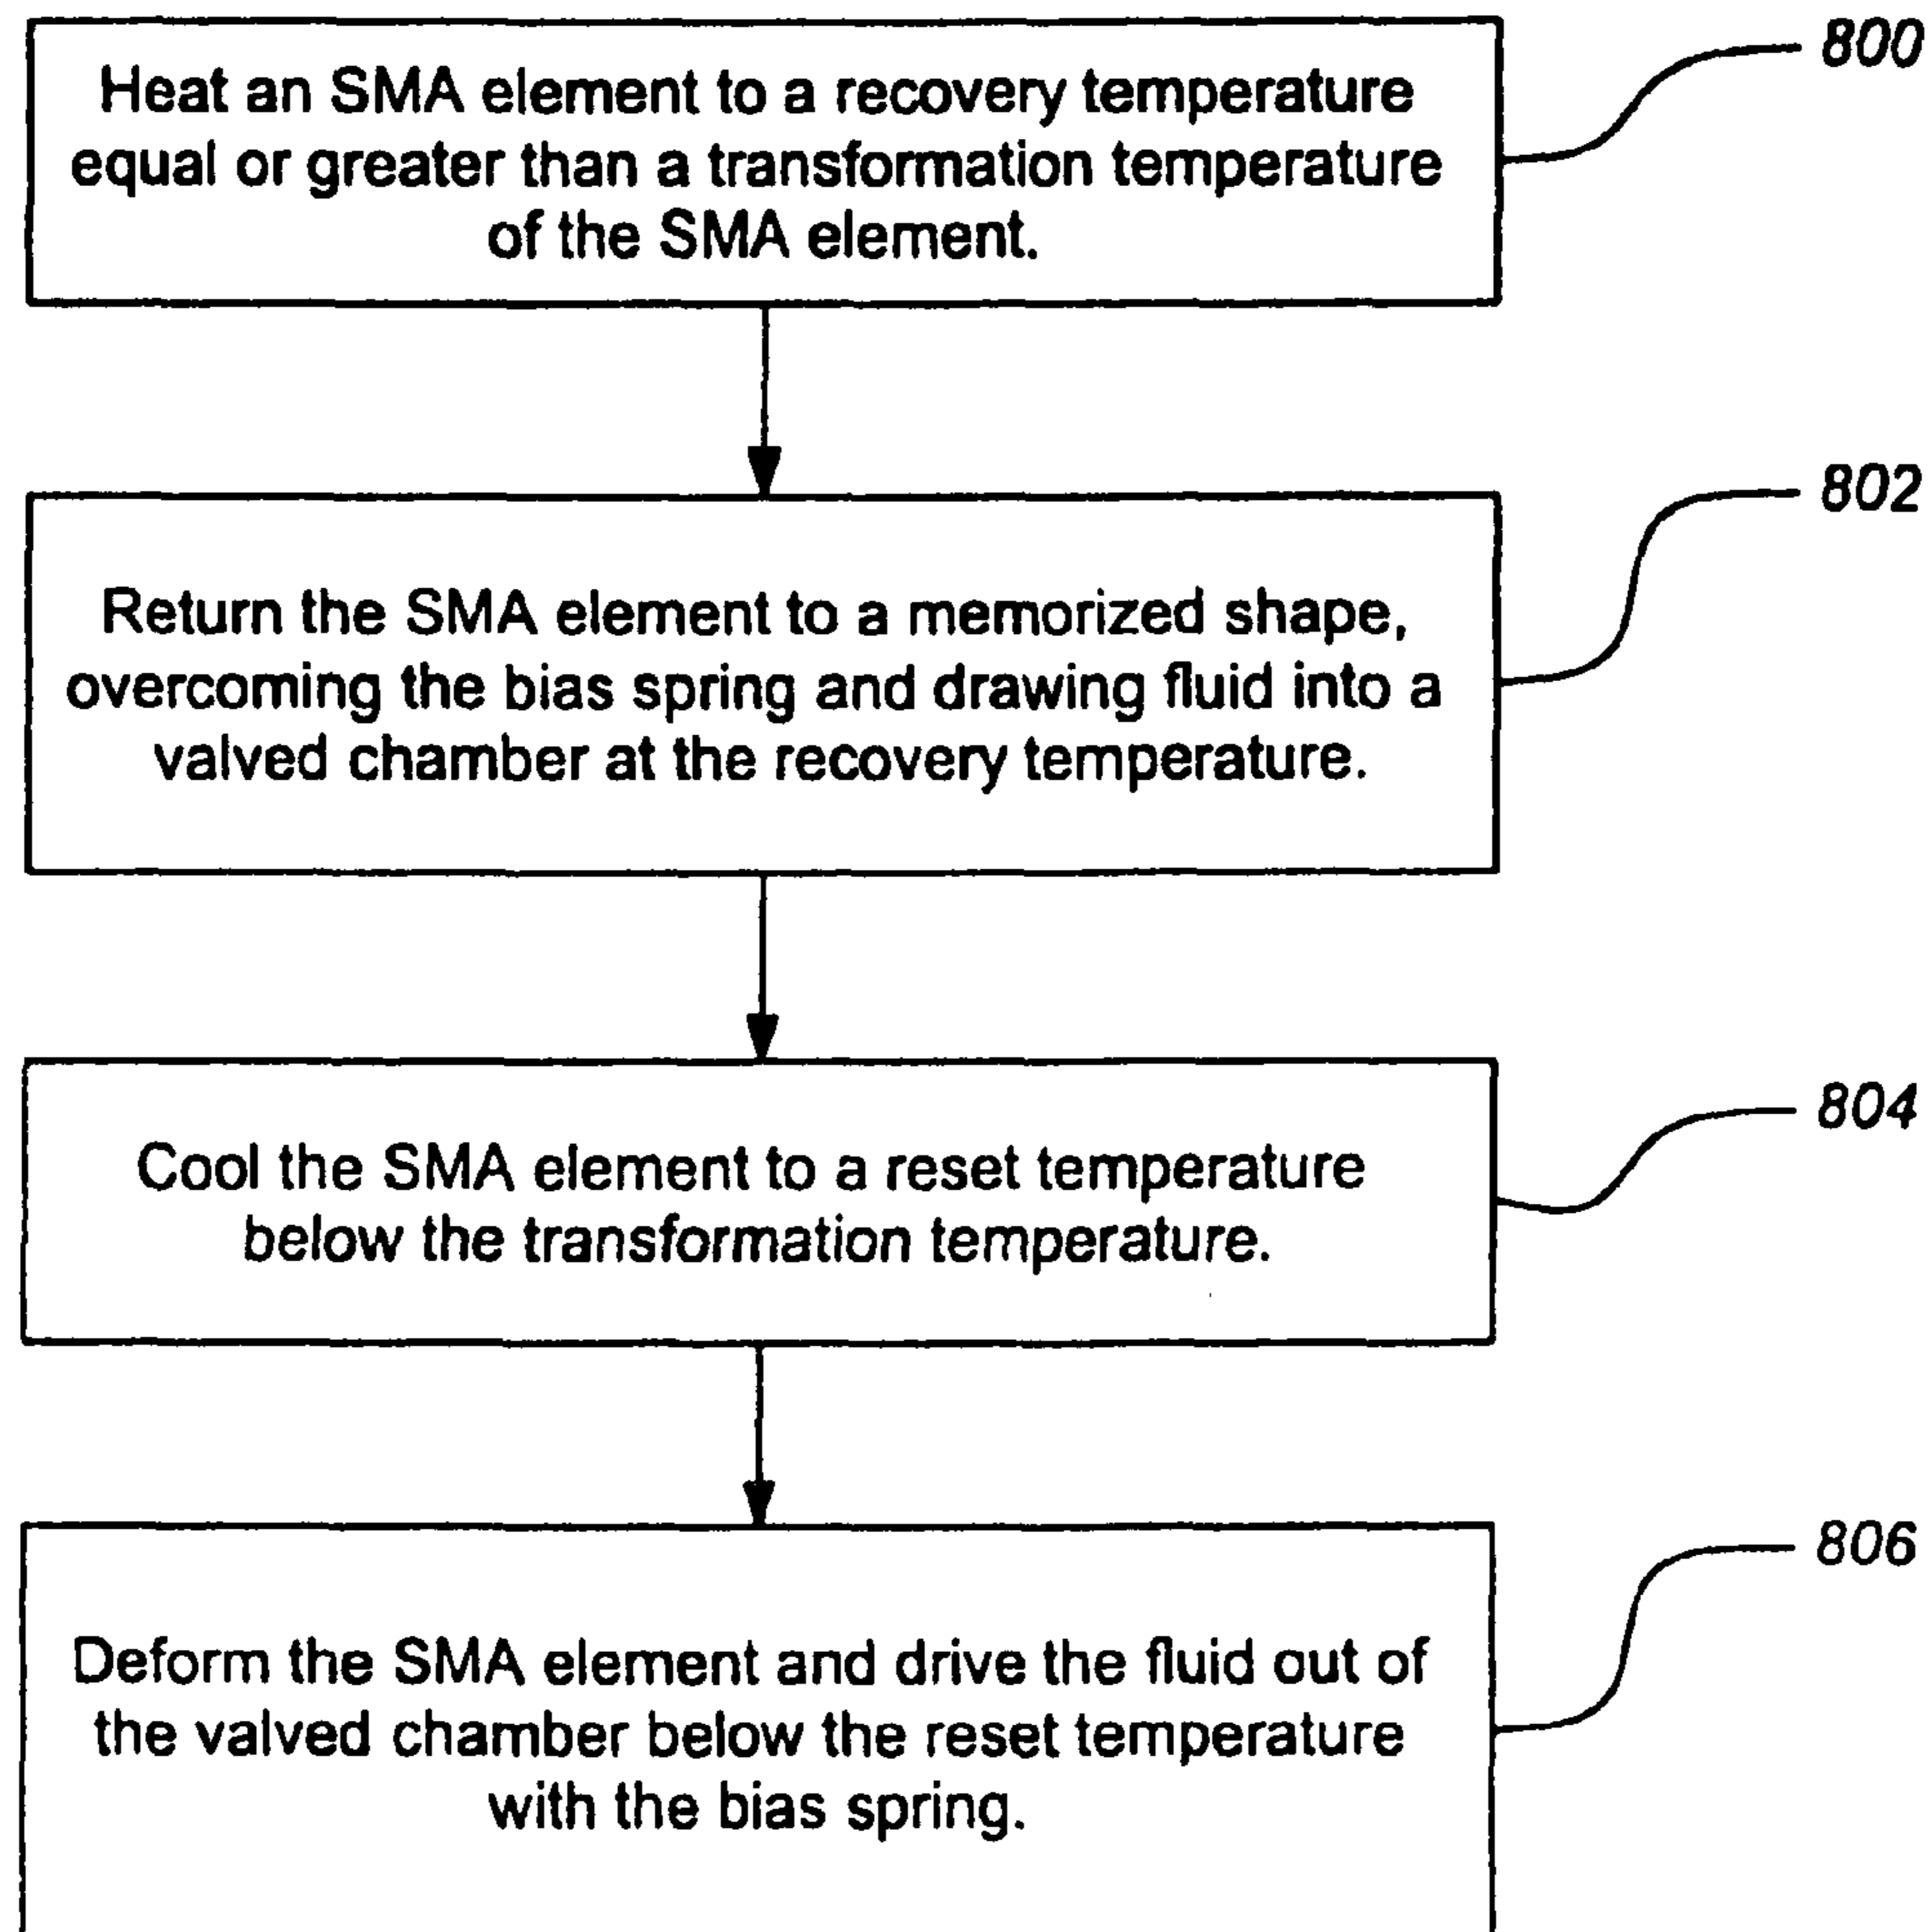 Heat an SMA element to a recovery temperature
equal or greater than a transformation temperature
of the SMA element.
800
Return the SMA element to a memorized shape,
overcoming the bias spring and drawing fluid into a
valved chamber at the recovery temperature.
802
Cool the SMA element to a reset temperature
below the transformation temperature.
804
Deform the SMA element and drive the fluid out of
the valved chamber below the reset temperature
with the bias spring.
806